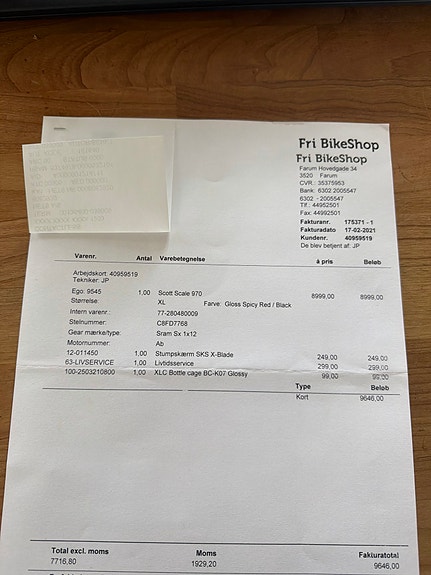 Fri BikeShop
Fri BikeShop
Farum Hovedgade 34
3520 Farum
CVR.: 35375953
Bank: 6302 2005547
6302 - 2005547
Tlf.: 44952501
Fax: 44992501
Fakturanr. 175371 - 1
Fakturadato 17-02-2021
Kundenr. 40959519
De blev betjent af: JP
Varenr. Antal Varebetegnelse á pris Beløb
Arbejdskort: 40959519
Tekniker: JP
Ego: 9545 1,00 Scott Scale 970 8999,00 8999,00
Størrelse: XL Farve: Gloss Spicy Red / Black
Intern varenr.: 77-280480009
Stelnummer: C8FD7768
Gear mærke/type: Sram Sx 1x12
Motornummer: Ab
12-011450 1,00 Stumpskærm SKS X-Blade 249,00 249,00
63-LIVSERVICE 1,00 Livtidsservice 299,00 299,00
100-2503210800 1,00 XLC Bottle cage BC-K07 Glossy 99,00 99,00
Type Beløb
Kort 9646,00
Total excl. moms Moms Fakturatotal
7716,80 1929,20 9646,00